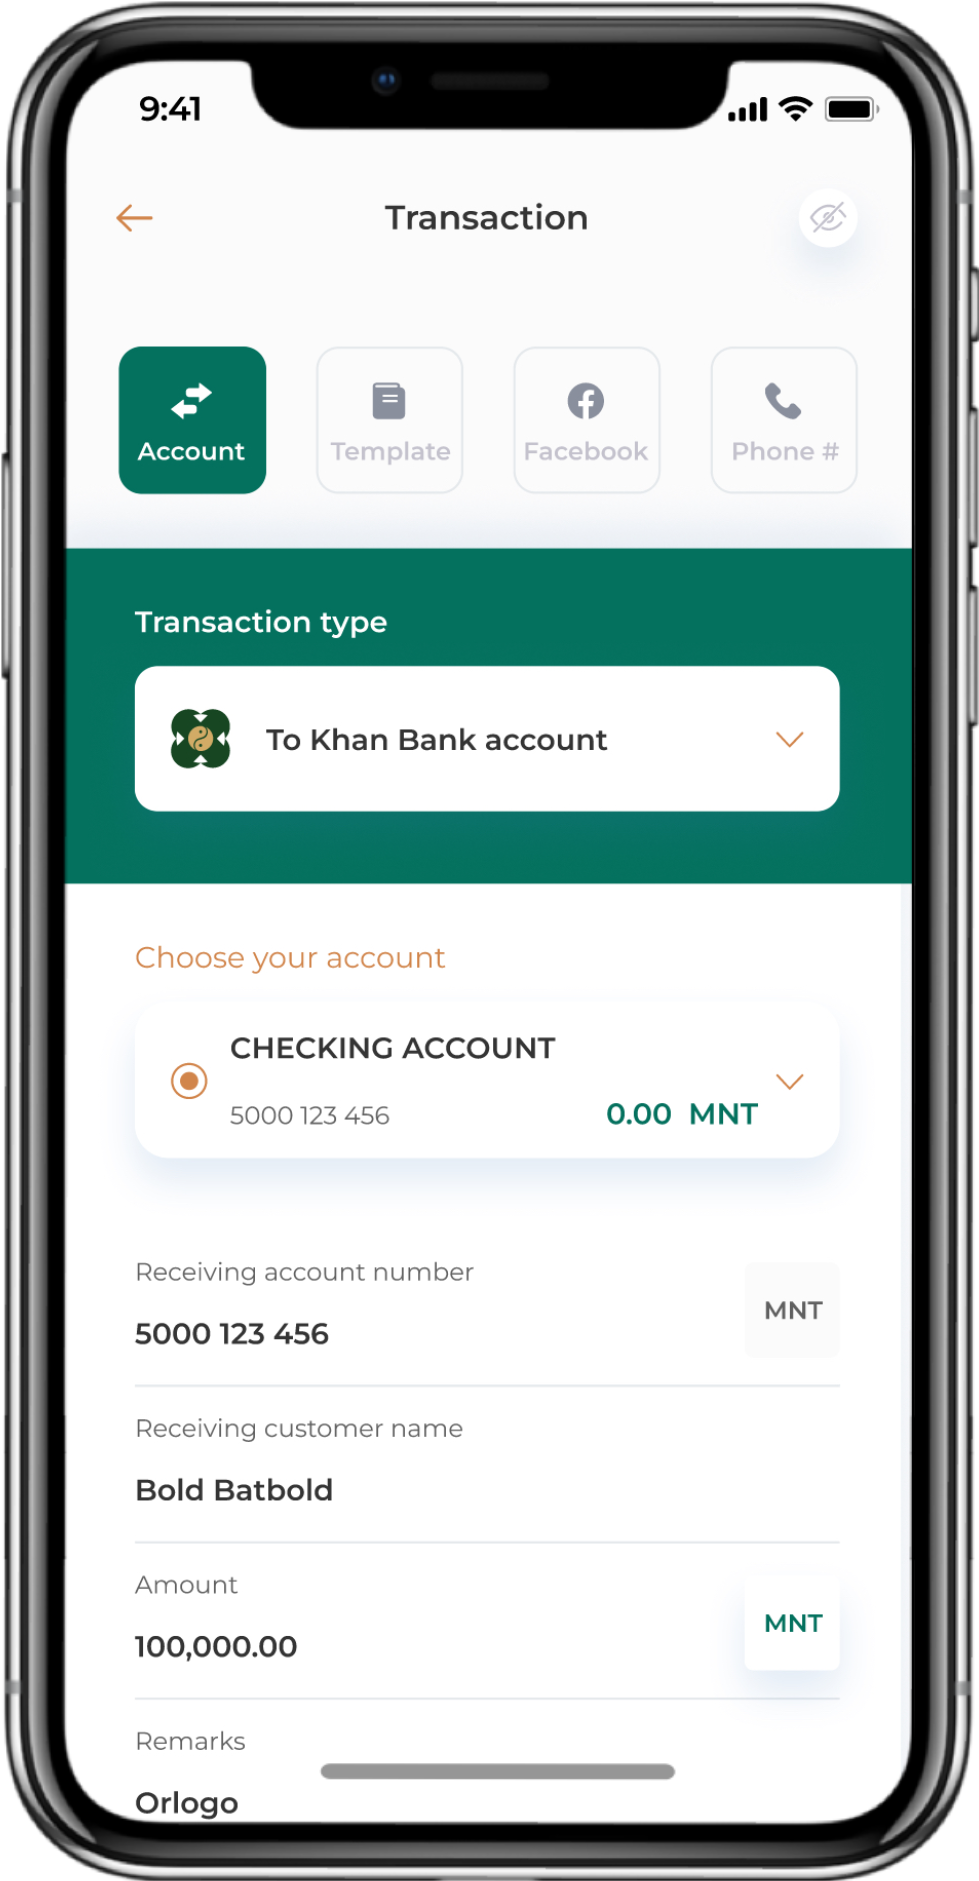 9:41
Transaction
Account
Template
Facebook
Phone #
Transaction type
To Khan Bank account
Choose your account
CHECKING ACCOUNT
5000 123 456
0.00 MNT
Receiving account number
5000 123 456
MNT
Receiving customer name
Bold Batbold
Amount
100,000.00
MNT
Remarks
Orlogo